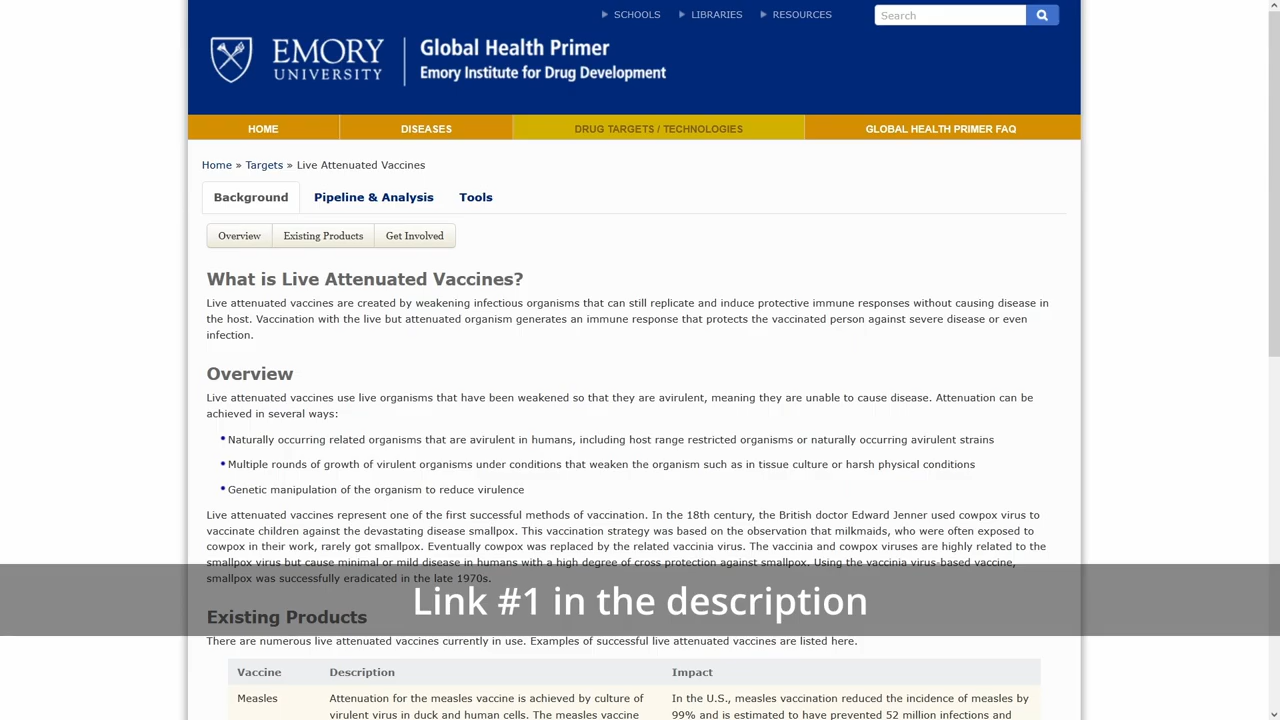 SCHOOLS LIBRARIES RESOURCES Search
EMORY UNIVERSITY
Global Health Primer
Emory Institute for Drug Development
HOME DISEASES DRUG TARGETS / TECHNOLOGIES GLOBAL HEALTH PRIMER FAQ
Home » Targets » Live Attenuated Vaccines
Background Pipeline & Analysis Tools
Overview Existing Products Get Involved
What is Live Attenuated Vaccines?
Live attenuated vaccines are created by weakening infectious organisms that can still replicate and induce protective immune responses without causing disease in
the host. Vaccination with the live but attenuated organism generates an immune response that protects the vaccinated person against severe disease or even
infection.
Overview
Live attenuated vaccines use live organisms that have been weakened so that they are avirulent, meaning they are unable to cause disease. Attenuation can be
achieved in several ways:
• Naturally occurring related organisms that are avirulent in humans, including host range restricted organisms or naturally occurring avirulent strains
• Multiple rounds of growth of virulent organisms under conditions that weaken the organism such as in tissue culture or harsh physical conditions
• Genetic manipulation of the organism to reduce virulence
Live attenuated vaccines represent one of the first successful methods of vaccination. In the 18th century, the British doctor Edward Jenner used cowpox virus to
vaccinate children against the devastating disease smallpox. This vaccination strategy was based on the observation that milkmaids, who were often exposed to
cowpox in their work, rarely got smallpox. Eventually cowpox was replaced by the related vaccinia virus. The vaccinia and cowpox viruses are highly related to the
smallpox virus but cause minimal or mild disease in humans with a high degree of cross protection against smallpox. Using the vaccinia virus-based vaccine,
smallpox was successfully eradicated in the late 1970s.
Link #1 in the description
Existing Products
There are numerous live attenuated vaccines currently in use. Examples of successful live attenuated vaccines are listed here.
Vaccine Description Impact
Measles Attenuation for the measles vaccine is achieved by culture of In the U.S., measles vaccination reduced the incidence of measles by
virulent virus in duck and human cells. The measles vaccine 99% and is estimated to have prevented 52 million infections and